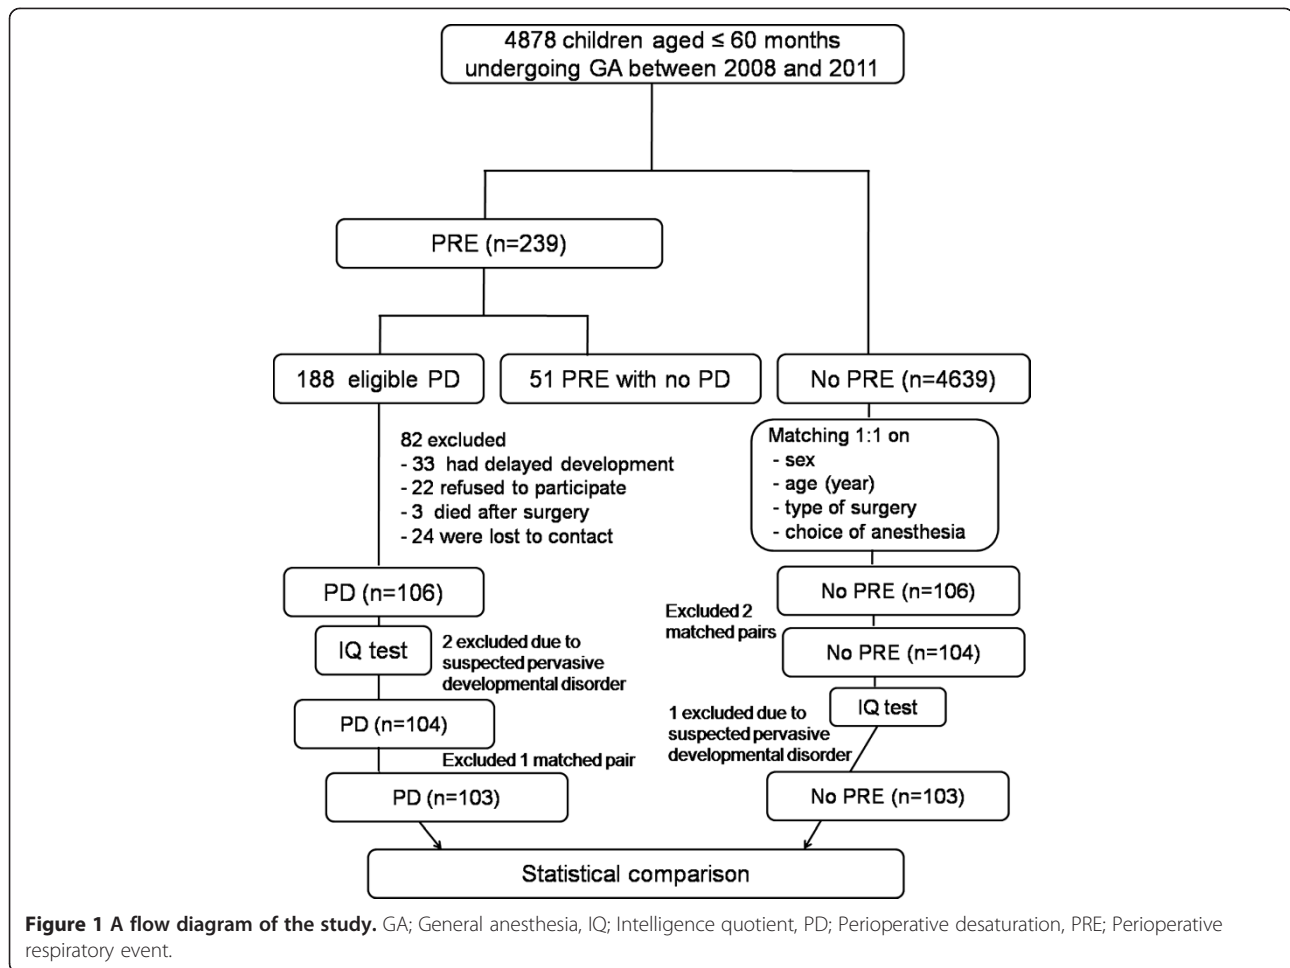 4878 children aged ≤ 60 months
undergoing GA between 2008 and 2011
PRE (n=239)
188 eligible PD
51 PRE with no PD
No PRE (n=4639)
82 excluded
- 33 had delayed development
- 22 refused to participate
- 3 died after surgery
- 24 were lost to contact
Matching 1:1 on
- sex
- age (year)
- type of surgery
- choice of anesthesia
PD (n=106)
No PRE (n=106)
IQ test
2 excluded due to
suspected pervasive
developmental disorder
Excluded 2
matched pairs
No PRE (n=104)
PD (n=104)
IQ test
1 excluded due to
suspected pervasive
developmental disorder
Excluded 1 matched pair
PD (n=103)
No PRE (n=103)
Statistical comparison
Figure 1 A flow diagram of the study. GA; General anesthesia, IQ; Intelligence quotient, PD; Perioperative desaturation, PRE; Perioperative
respiratory event.